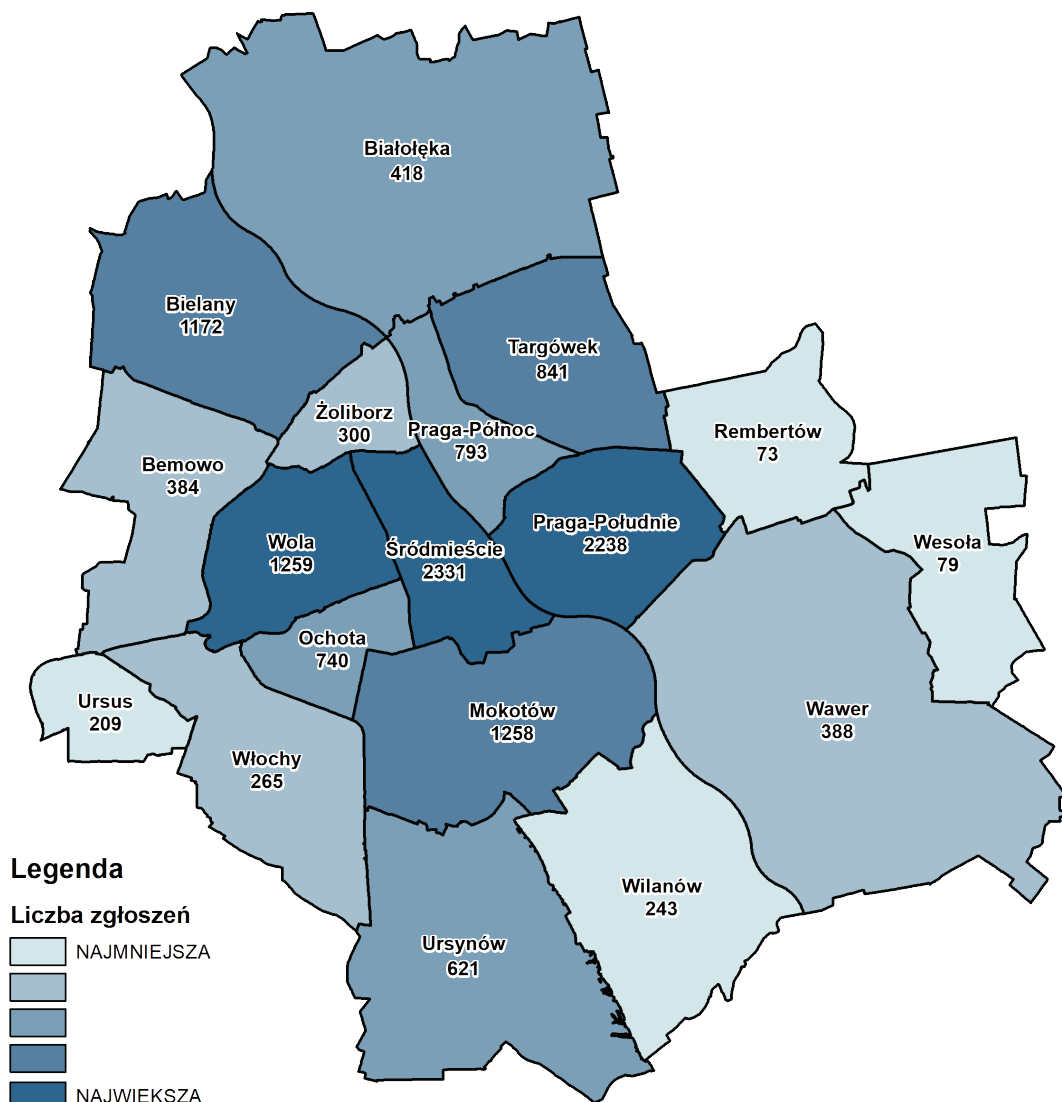 Białołęka
418
Bielany
1172
Targówek
841
Żoliborz
300
Praga-Północ
793
Rembertów
73
Bemowo
384
Wola
1259
Śródmieście
2331
Praga-Południe
2238
Wesoła
79
Ochota
740
Ursus
209
Mokotów
1258
Wawer
388
Włochy
265
Wilanów
243
Ursynów
621
Legenda
Liczba zgłoszeń
NAJMNIEJSZA
NAJWIĘKSZA